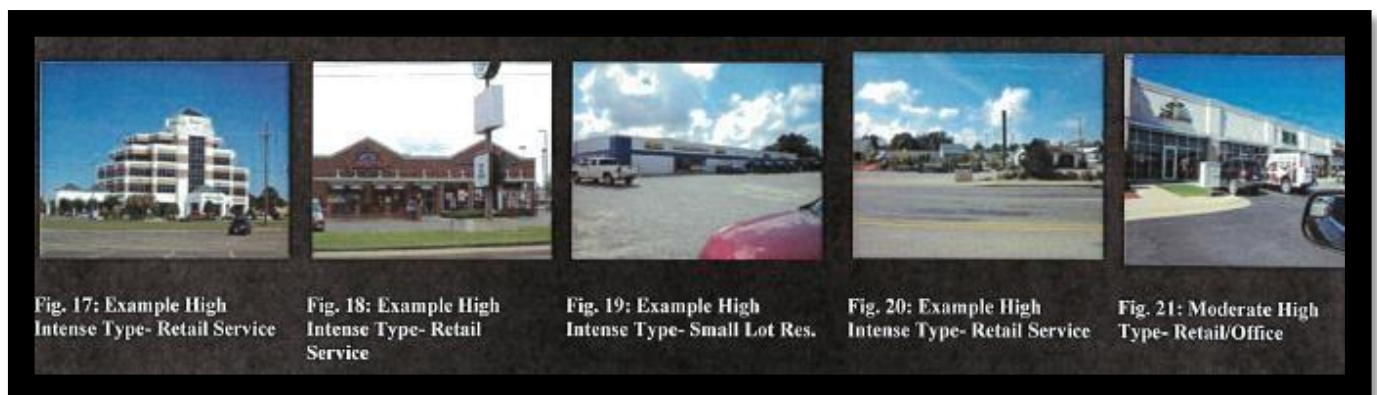 Fig. 17: Example High
Intense Type- Retail Service
Fig. 18: Example High
Intense Type- Retail
Service
Fig. 19: Example High
Intense Type- Small Lot Res.
Fig. 20: Example High
Intense Type- Retail Service
Fig. 21: Moderate High
Type- Retail/Office